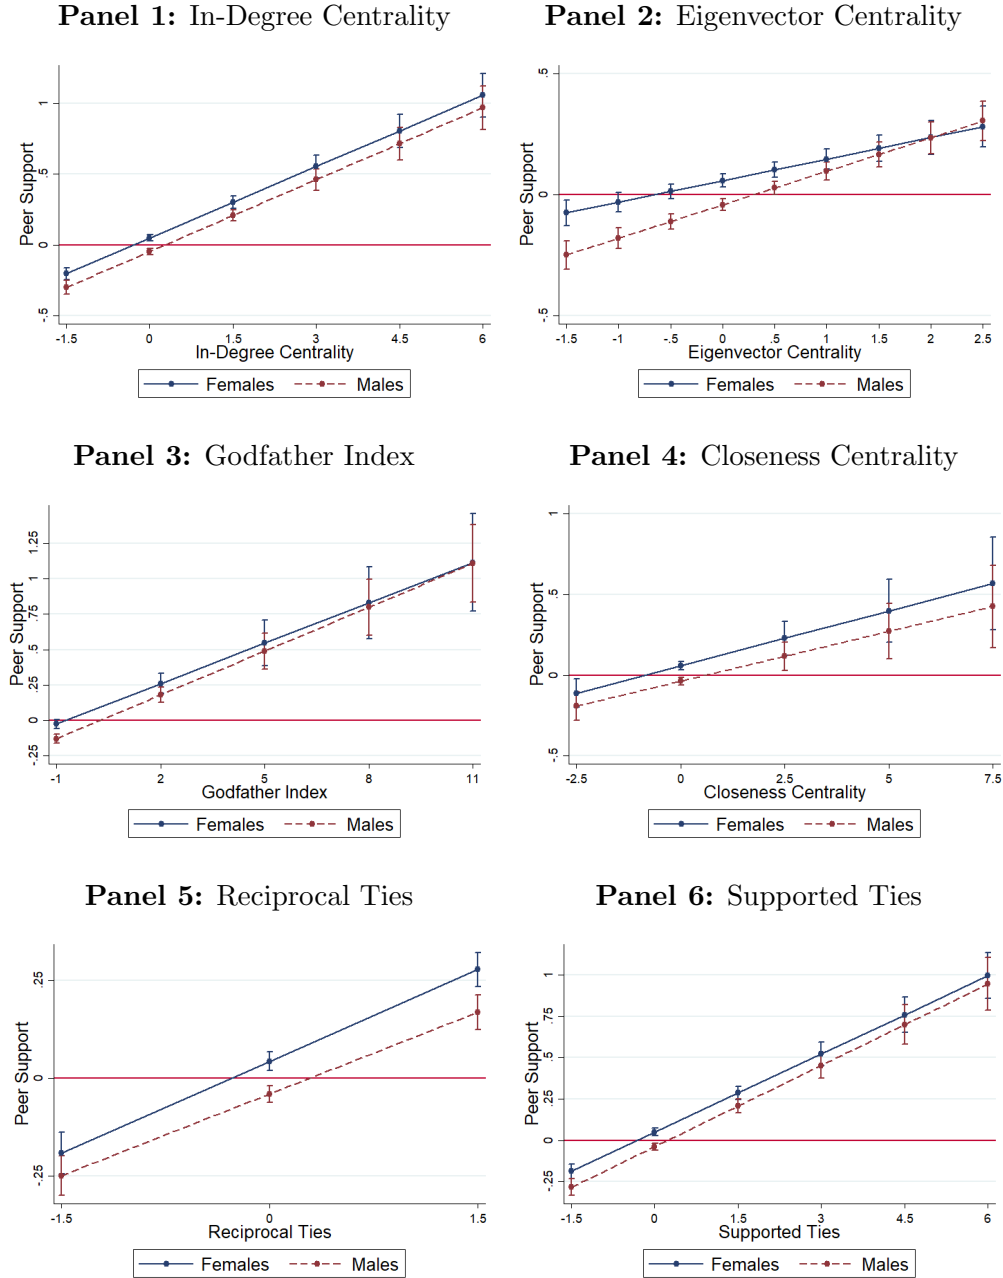 Panel 1: In-Degree Centrality
Peer Support
1
.5
0
-.5
-1.5 0 1.5 3 4.5 6
In-Degree Centrality
Females Males
Panel 2: Eigenvector Centrality
Peer Support
.5
0
-.5
-1.5 -1 -.5 0 .5 1 1.5 2 2.5
Eigenvector Centrality
Females Males
Panel 3: Godfather Index
Peer Support
1.25
1
.75
.5
.25
0
-.25
-1 2 5 8 11
Godfather Index
Females Males
Panel 4: Closeness Centrality
Peer Support
1
.5
0
-.5
-2.5 0 2.5 5 7.5
Closeness Centrality
Females Males
Panel 5: Reciprocal Ties
Peer Support
.25
0
-.25
-1.5 0 1.5
Reciprocal Ties
Females Males
Panel 6: Supported Ties
Peer Support
1
.75
.5
.25
0
-.25
-1.5 0 1.5 3 4.5 6
Supported Ties
Females Males